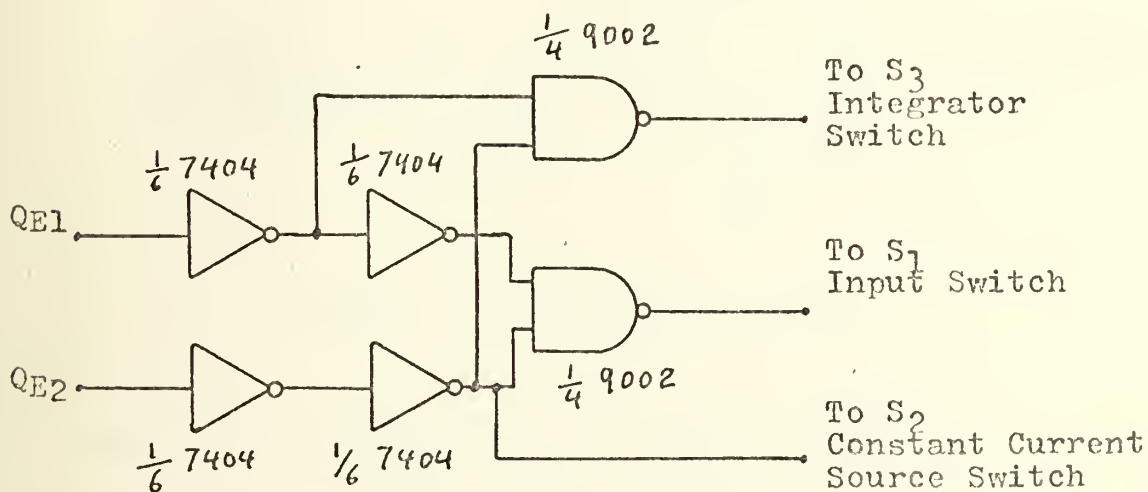 1/4 9002
To S3
Integrator
Switch
1/6 7404
1/6 7404
QE1
To S1
Input Switch
QE2
1/4 9002
1/6 7404
1/6 7404
To S2
Constant Current
Source Switch